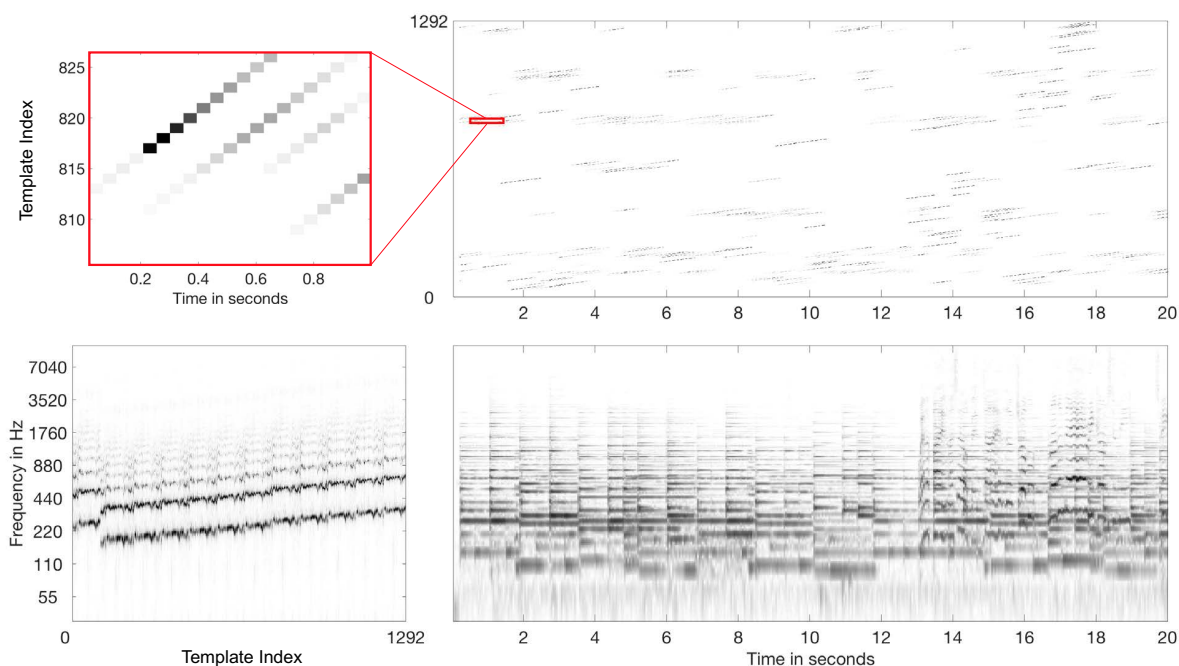 1292
825
820
815
810
Template Index
0.2 0.4 0.6 0.8
Time in seconds
0
2 4 6 8 10 12 14 16 18 20
7040
3520
1760
880
440
220
110
55
Frequency in Hz
0 1292
Template Index
2 4 6 8 10 12 14 16 18 20
Time in seconds